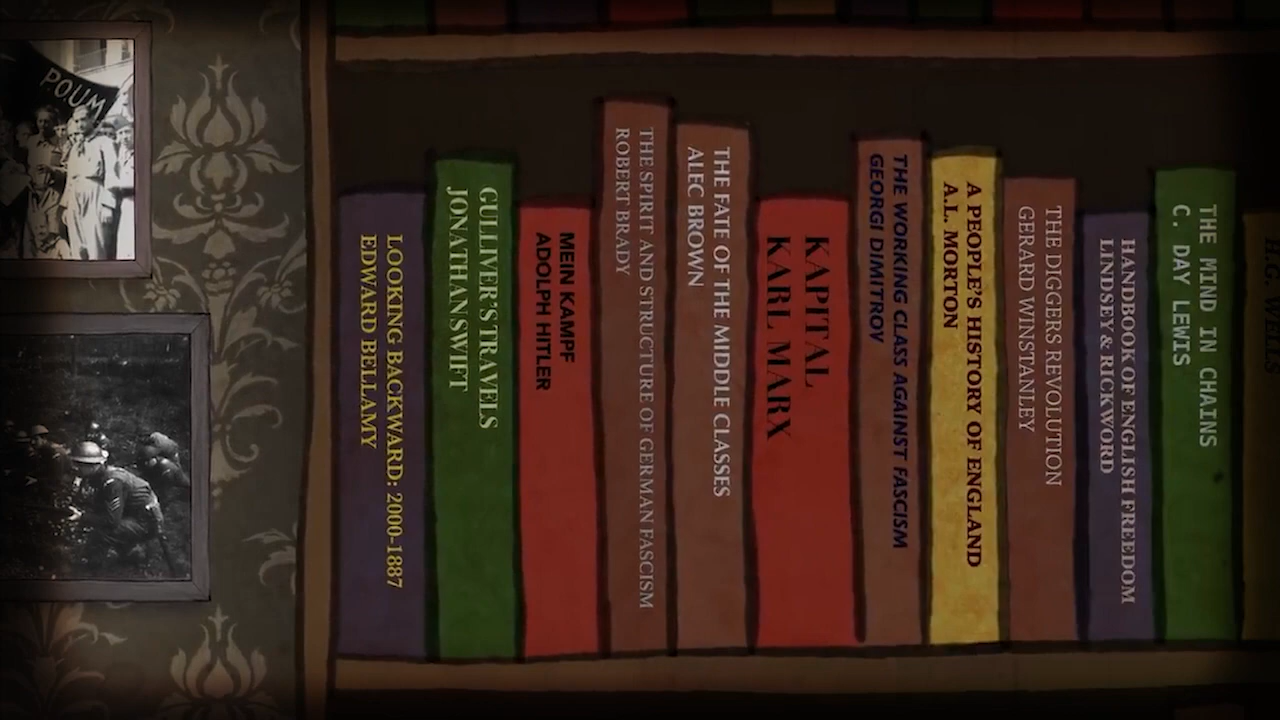 POUM
LOOKING BACKWARD: 2000-1887
EDWARD BELLAMY
GULLIVER'S TRAVELS
JONATHAN SWIFT
MEIN KAMPF
ADOLPH HITLER
THE SPIRIT AND STRUCTURE OF GERMAN FASCISM
ROBERT BRADY
THE FATE OF THE MIDDLE CLASSES
ALEC BROWN
KAPITAL
KARL MARX
THE WORKING CLASS AGAINST FASCISM
GEORGI DIMITROV
A PEOPLE'S HISTORY OF ENGLAND
A.L. MORTON
THE DIGGERS REVOLUTION
GERARD WINSTANLEY
HANDBOOK OF ENGLISH FREEDOM
LINDSEY & RICKWORD
THE MIND IN CHAINS
C. DAY LEWIS
H.G. WELLS